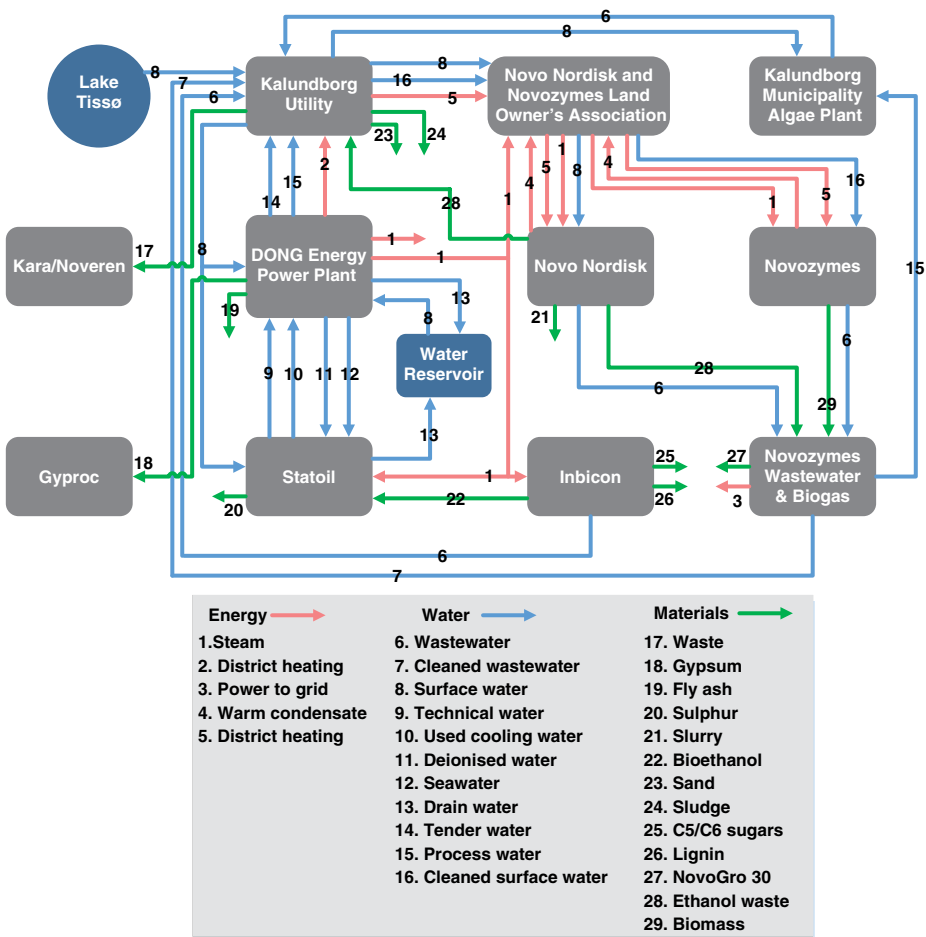 6
8
Lake
Tissø
8
7
6
Kalundborg
Utility
8
16
5
Novo Nordisk and
Novozymes Land
Owner's Association
Kalundborg
Municipality
Algae Plant
23
24
2
14
15
28
1
4
5
1
8
4
1
5
16
Kara/Noveren
17
8
DONG Energy
Power Plant
1
1
13
Novo Nordisk
Novozymes
15
19
8
21
6
Water
Reservoir
9
10
11
12
28
6
29
13
Gyproc
18
Statoil
1
Inbicon
25
27
Novozymes
Wastewater
& Biogas
20
22
26
3
6
7
Energy
1.Steam
2. District heating
3. Power to grid
4. Warm condensate
5. District heating
Water
6. Wastewater
7. Cleaned wastewater
8. Surface water
9. Technical water
10. Used cooling water
11. Deionised water
12. Seawater
13. Drain water
14. Tender water
15. Process water
16. Cleaned surface water
Materials
17. Waste
18. Gypsum
19. Fly ash
20. Sulphur
21. Slurry
22. Bioethanol
23. Sand
24. Sludge
25. C5/C6 sugars
26. Lignin
27. NovoGro 30
28. Ethanol waste
29. Biomass